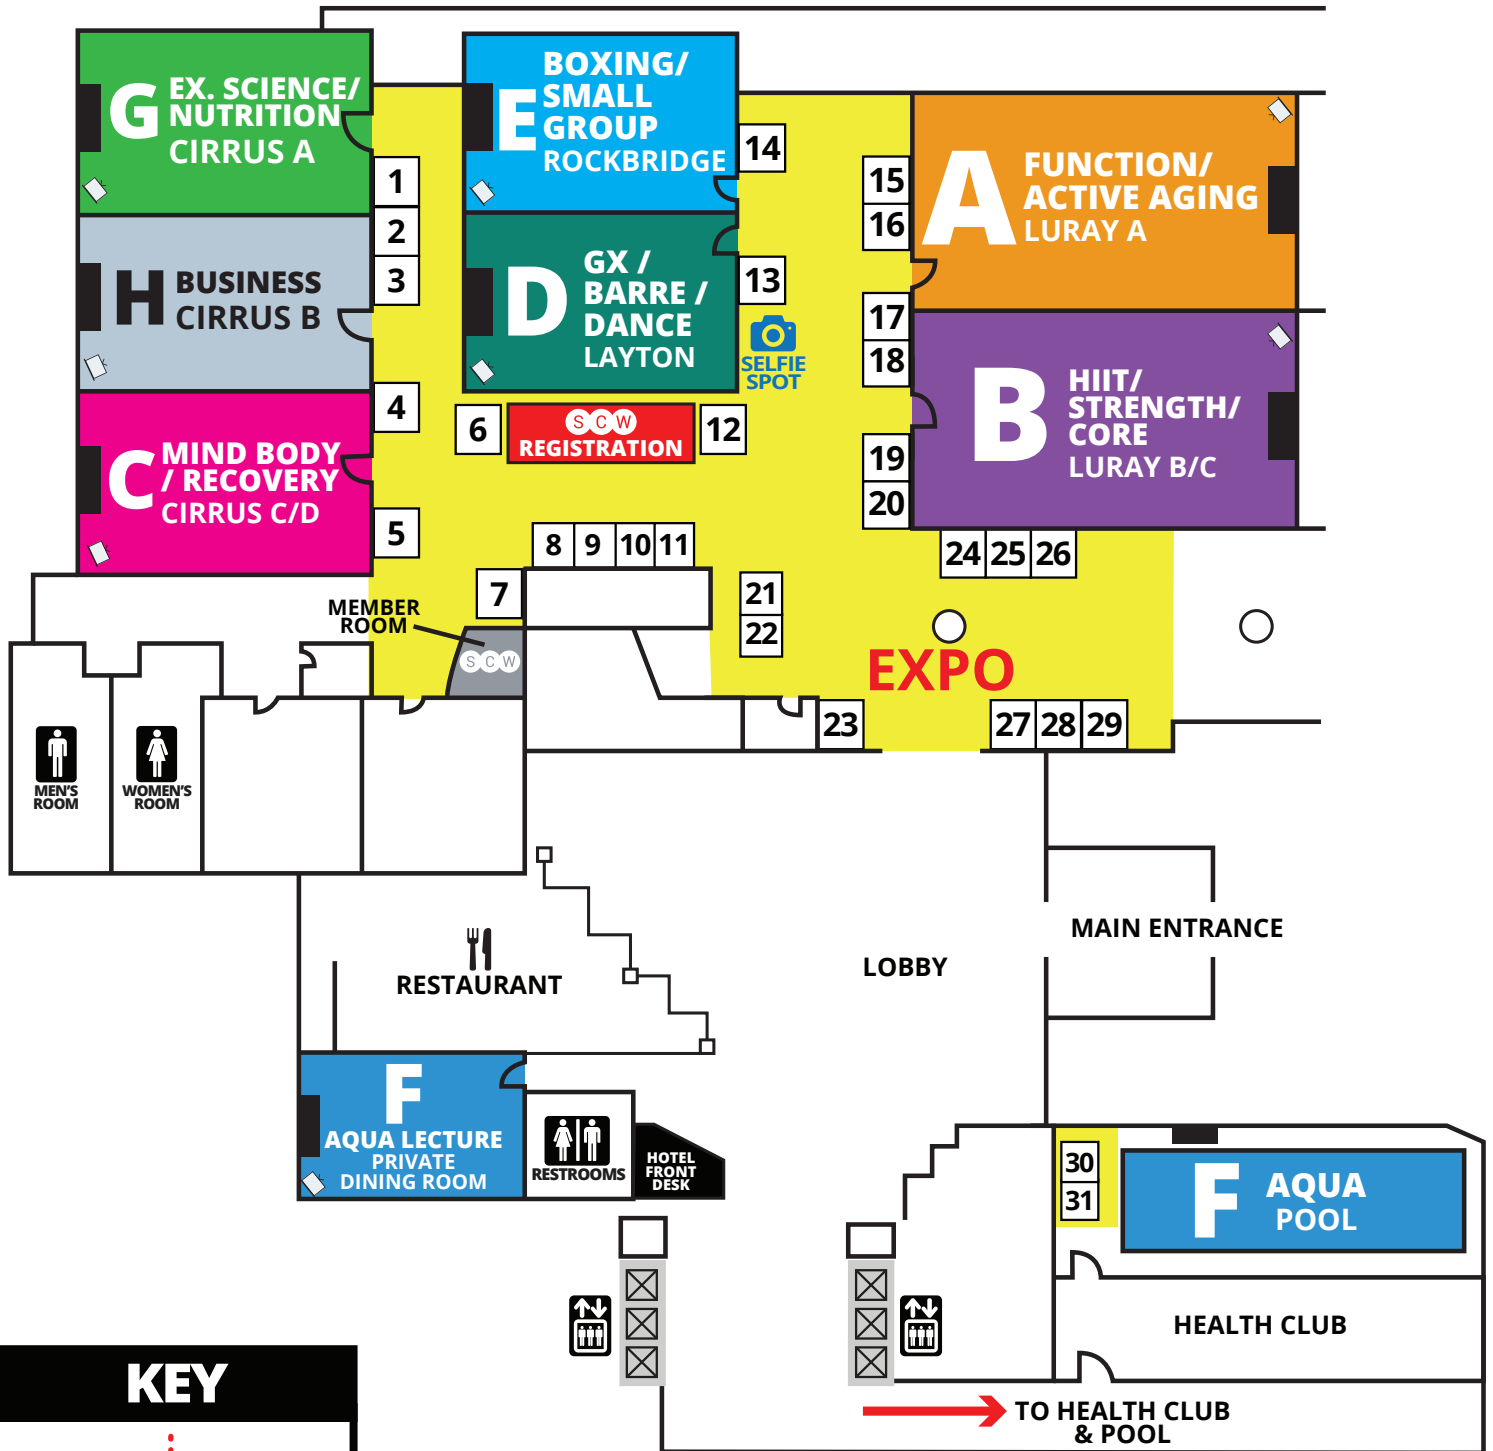 G
EX. SCIENCE/
NUTRITION
CIRRUS A
E
BOXING/
SMALL
GROUP
ROCKBRIDGE
A
FUNCTION/
ACTIVE AGING
LURAY A
H
BUSINESS
CIRRUS B
D
GX /
BARRE /
DANCE
LAYTON
B
HIIT/
STRENGTH/
CORE
LURAY B/C
C
MIND BODY
/ RECOVERY
CIRRUS C/D
1
2
3
4
5
14
13
SELFIE
SPOT
15
16
17
18
19
20
6
SCW
REGISTRATION
12
8 9 10 11
7
21
22
24 25 26
MEMBER
ROOM
SCW
EXPO
23
27 28 29
MEN'S
ROOM
WOMEN'S
ROOM
MAIN ENTRANCE
LOBBY
RESTAURANT
F
AQUA LECTURE
PRIVATE
DINING ROOM
RESTROOMS
HOTEL
FRONT
DESK
30
31
F
AQUA
POOL
HEALTH CLUB
TO HEALTH CLUB
& POOL
KEY